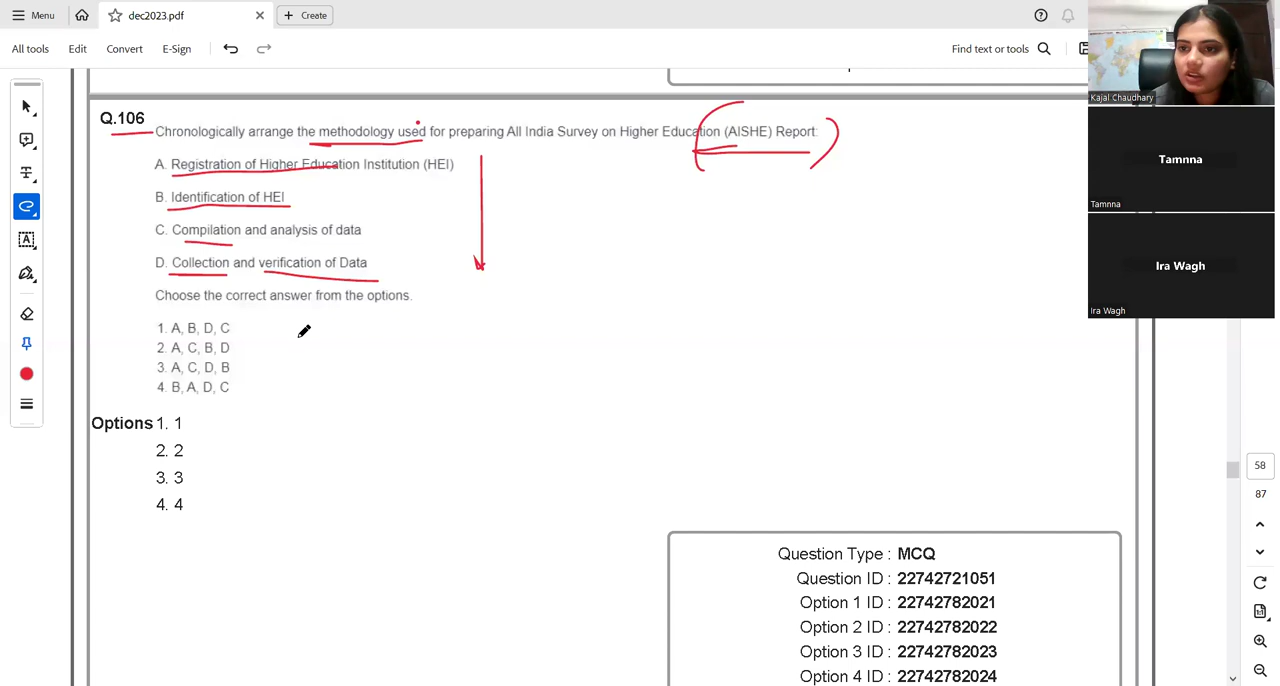 Menu
dec2023.pdf
Create
All tools
Edit
Convert
E-Sign
Find text or tools
Kajal Chaudhary
Q.106
Chronologically arrange the methodology used for preparing All India Survey on Higher Education (AISHE) Report:
A. Registration of Higher Education Institution (HEI)
B. Identification of HEI
C. Compilation and analysis of data
D. Collection and verification of Data
Choose the correct answer from the options.
1. A, B, D, C
2. A, C, B, D
3. A, C, D, B
4. B, A, D, C
Options 1. 1
2. 2
3. 3
4. 4
Tamnna
Tamnna
Ira Wagh
Ira Wagh
58
87
Question Type : MCQ
Question ID : 22742721051
Option 1 ID : 22742782021
Option 2 ID : 22742782022
Option 3 ID : 22742782023
Option 4 ID : 22742782024